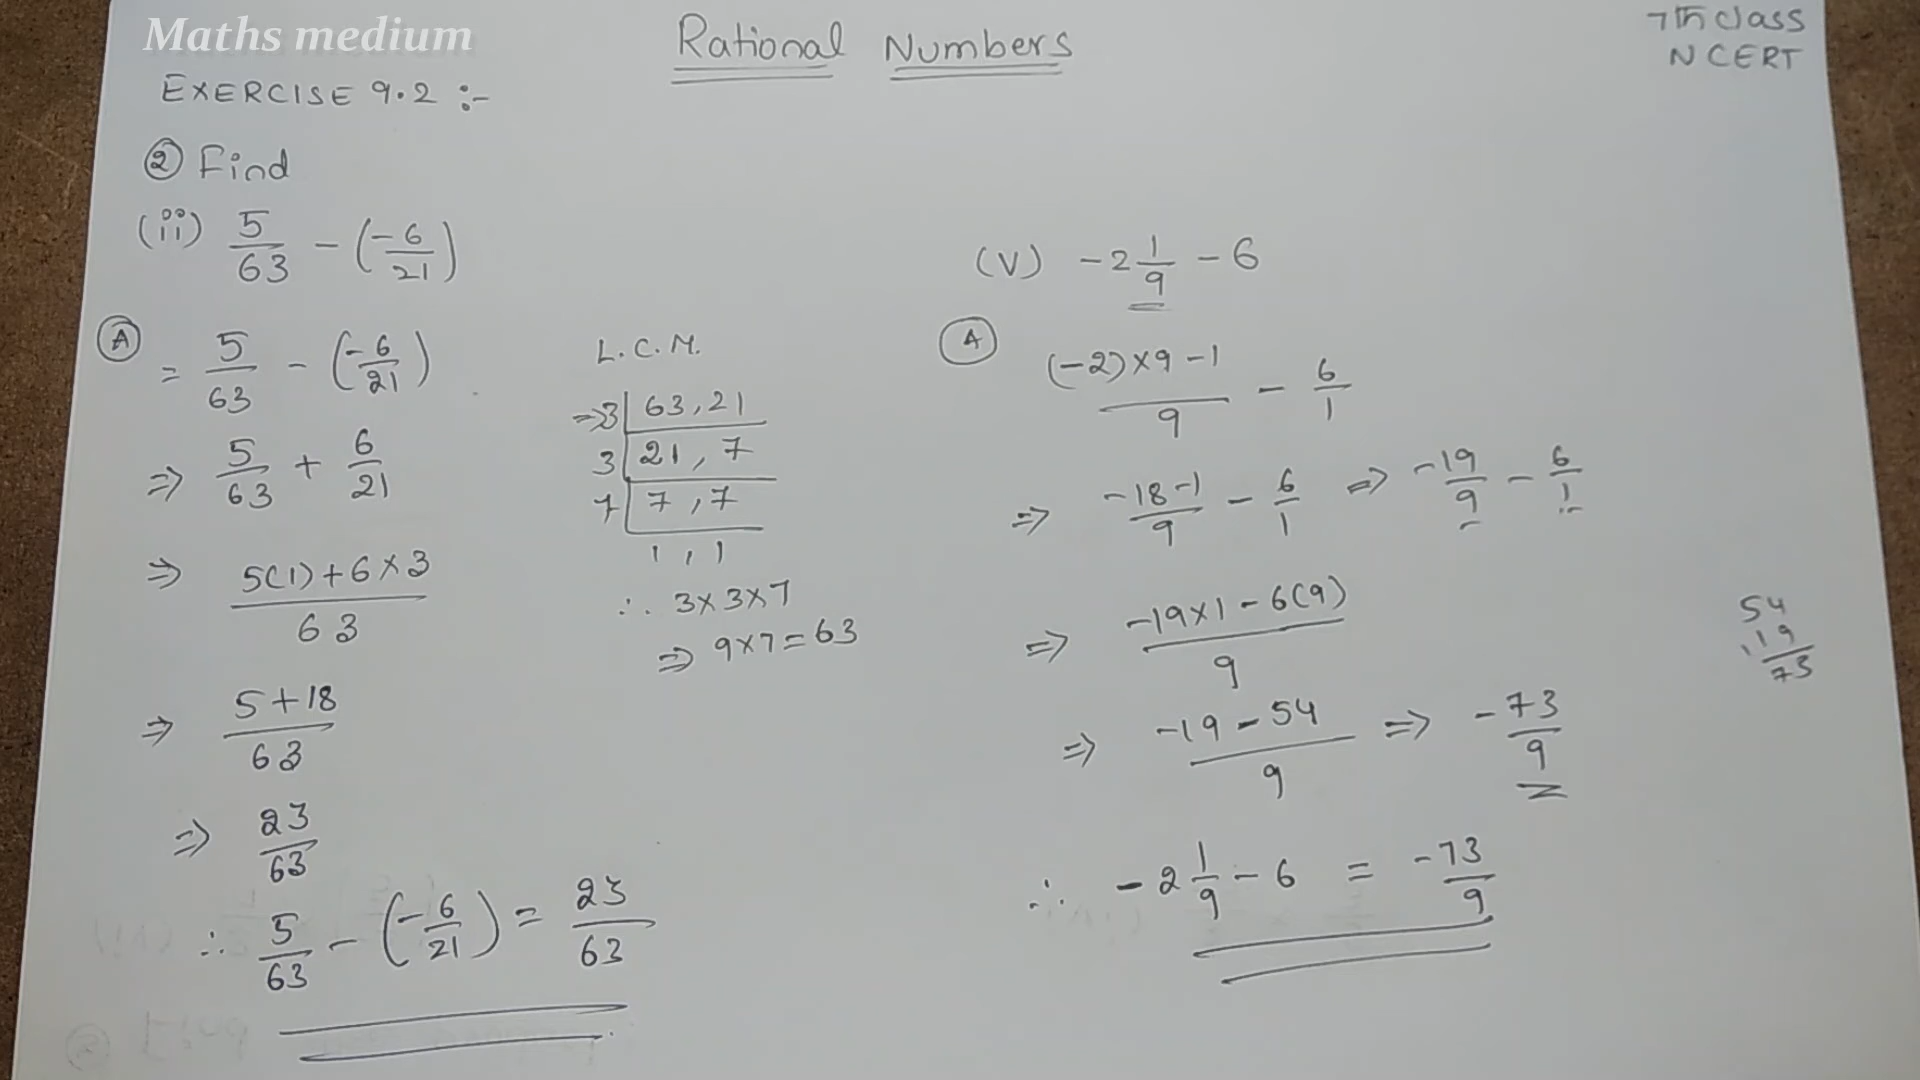 Maths medium
Rational Numbers
7th class
NCERT
EXERCISE 9.2 :-
② Find
(ii) 5/63 - (-6/21)
Ⓐ = 5/63 - (-6/21)
⇒ 5/63 + 6/21
⇒ 5(1)+6×3/63
⇒ 5+18/63
⇒ 23/63
∴ 5/63 - (-6/21) = 23/63
L.C.M.
⇒3|63,21
3|21,7
7|7,7
1,1
∴ 3×3×7
⇒ 9×7=63
(V) -2 1/9 - 6
Ⓐ (-2)×9-1/9 - 6/1
⇒ -18-1/9 - 6/1 ⇒ -19/9 - 6/1
⇒ -19×1-6(9)/9
⇒ -19-54/9 ⇒ -73/9
∴ -2 1/9 - 6 = -73/9
54
19
73